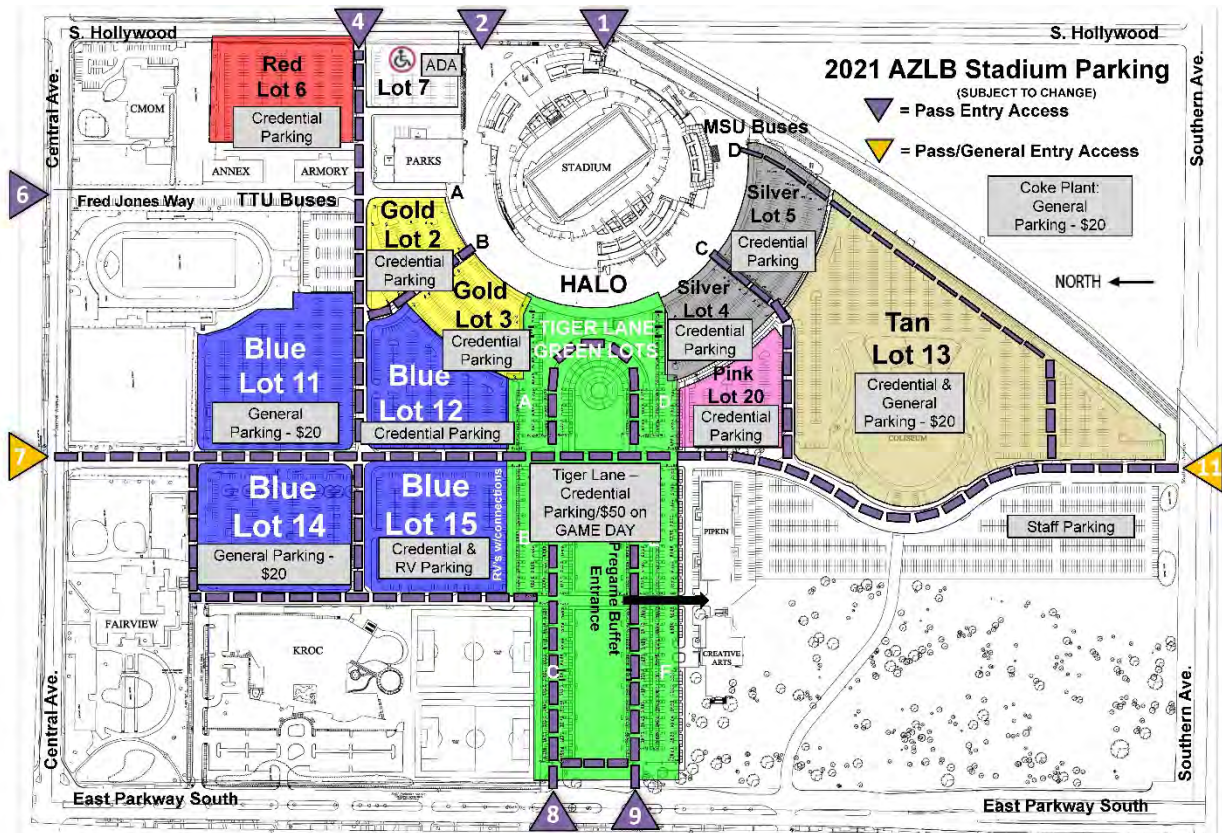 4
2
1
S. Hollywood
S. Hollywood
Central Ave.
Southern Ave.
2021 AZLB Stadium Parking
(SUBJECT TO CHANGE)
= Pass Entry Access
= Pass/General Entry Access
Coke Plant:
General
Parking - $20
NORTH
Red
Lot 6
Credential
Parking
CMOM
ADA
Lot 7
PARKS
ANNEX
ARMORY
STADIUM
MSU Buses
D
6
Fred Jones Way
TTU Buses
A
Gold
Lot 2
Credential
Parking
B
Gold
Lot 3
Credential
Parking
HALO
Silver
Lot 5
Credential
Parking
C
Silver
Lot 4
Credential
Parking
TIGER LANE
GREEN LOTS
Blue
Lot 11
General
Parking - $20
Blue
Lot 12
Credential Parking
A
D
Pink
Lot 20
Credential
Parking
Tan
Lot 13
Credential &
General
Parking - $20
COLISEUM
7
11
Blue
Lot 14
General Parking -
$20
Blue
Lot 15
Credential &
RV Parking
RV's w/connections
Tiger Lane –
Credential
Parking/$50 on
GAME DAY
B
Pregame Buffet
Entrance
PIPKIN
Staff Parking
FAIRVIEW
KROC
CREATIVE
ARTS
C
F
Central Ave.
Southern Ave.
East Parkway South
East Parkway South
8
9